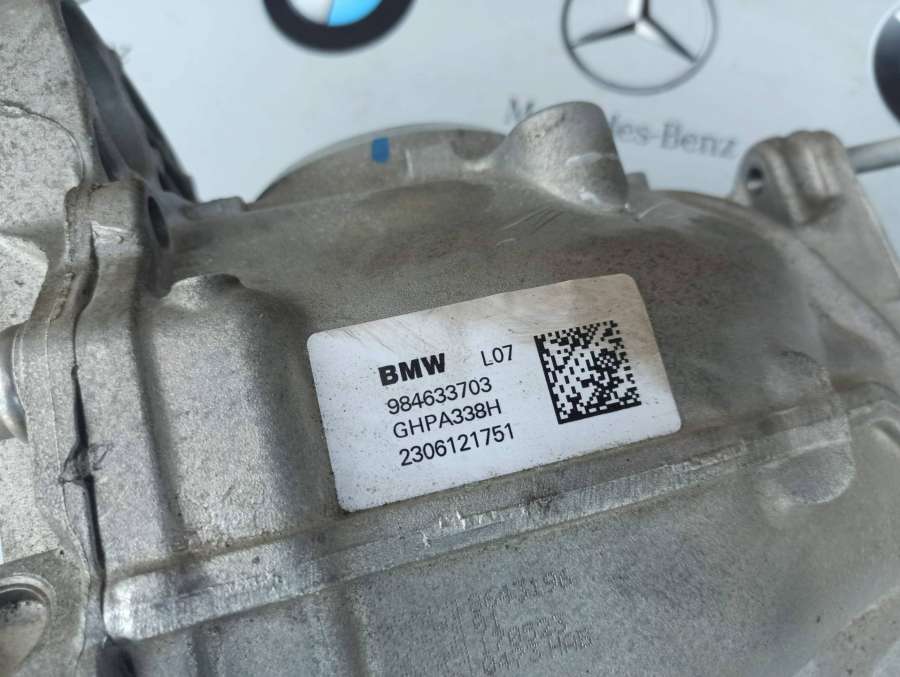 Mercedes-Benz
BMW L07
984633703
GHPA338H
2306121751